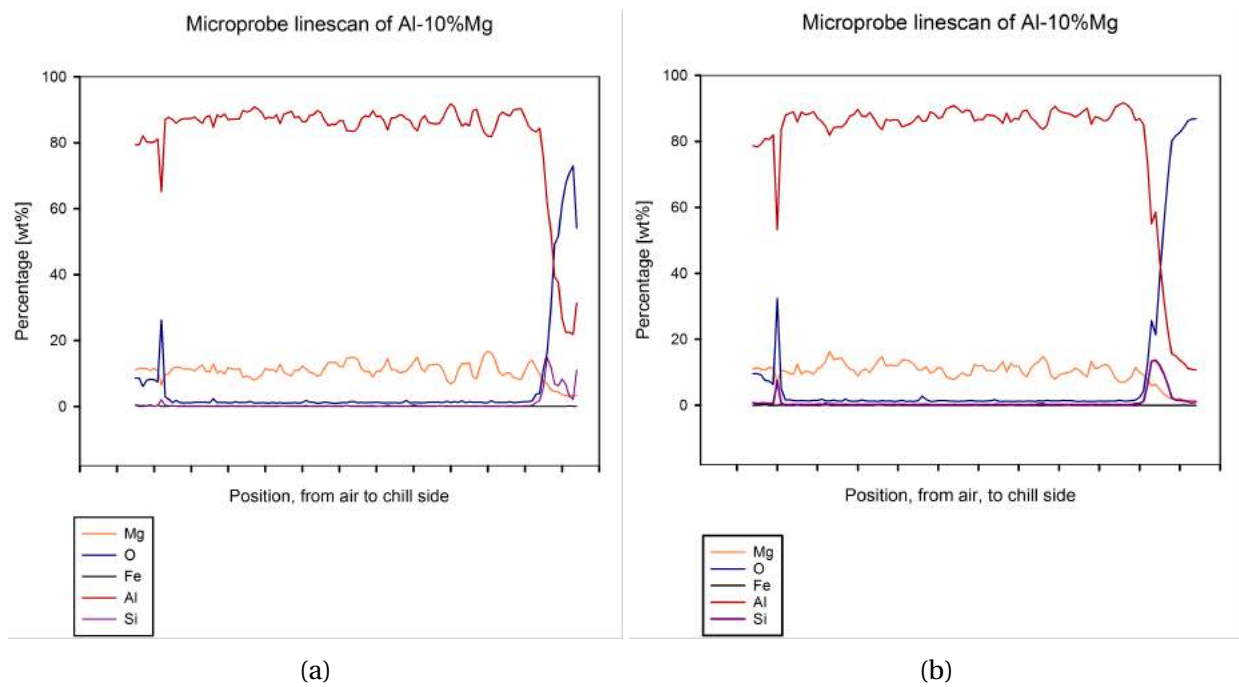 Microprobe linescan of Al-10%Mg
100
80
60
40
20
0
Percentage [wt%]
Position, from air to chill side
Mg
O
Fe
Al
Si
(a)
Microprobe linescan of Al-10%Mg
100
80
60
40
20
0
Percentage [wt%]
Position, from air, to chill side
Mg
O
Fe
Al
Si
(b)